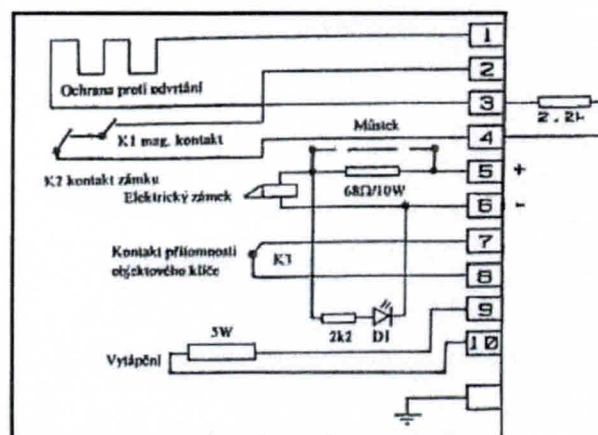 1
2
Ochrana proti odvrtání
3
2.2k
K1 mag. kontakt
Můstek
4
K2 kontakt zámku
5 +
Elektrický zámek
68Ω/10W
6 -
Kontakt přítomnosti
objektového klíče
K3
7
8
9
5W
2k2
D1
10
Vytápění